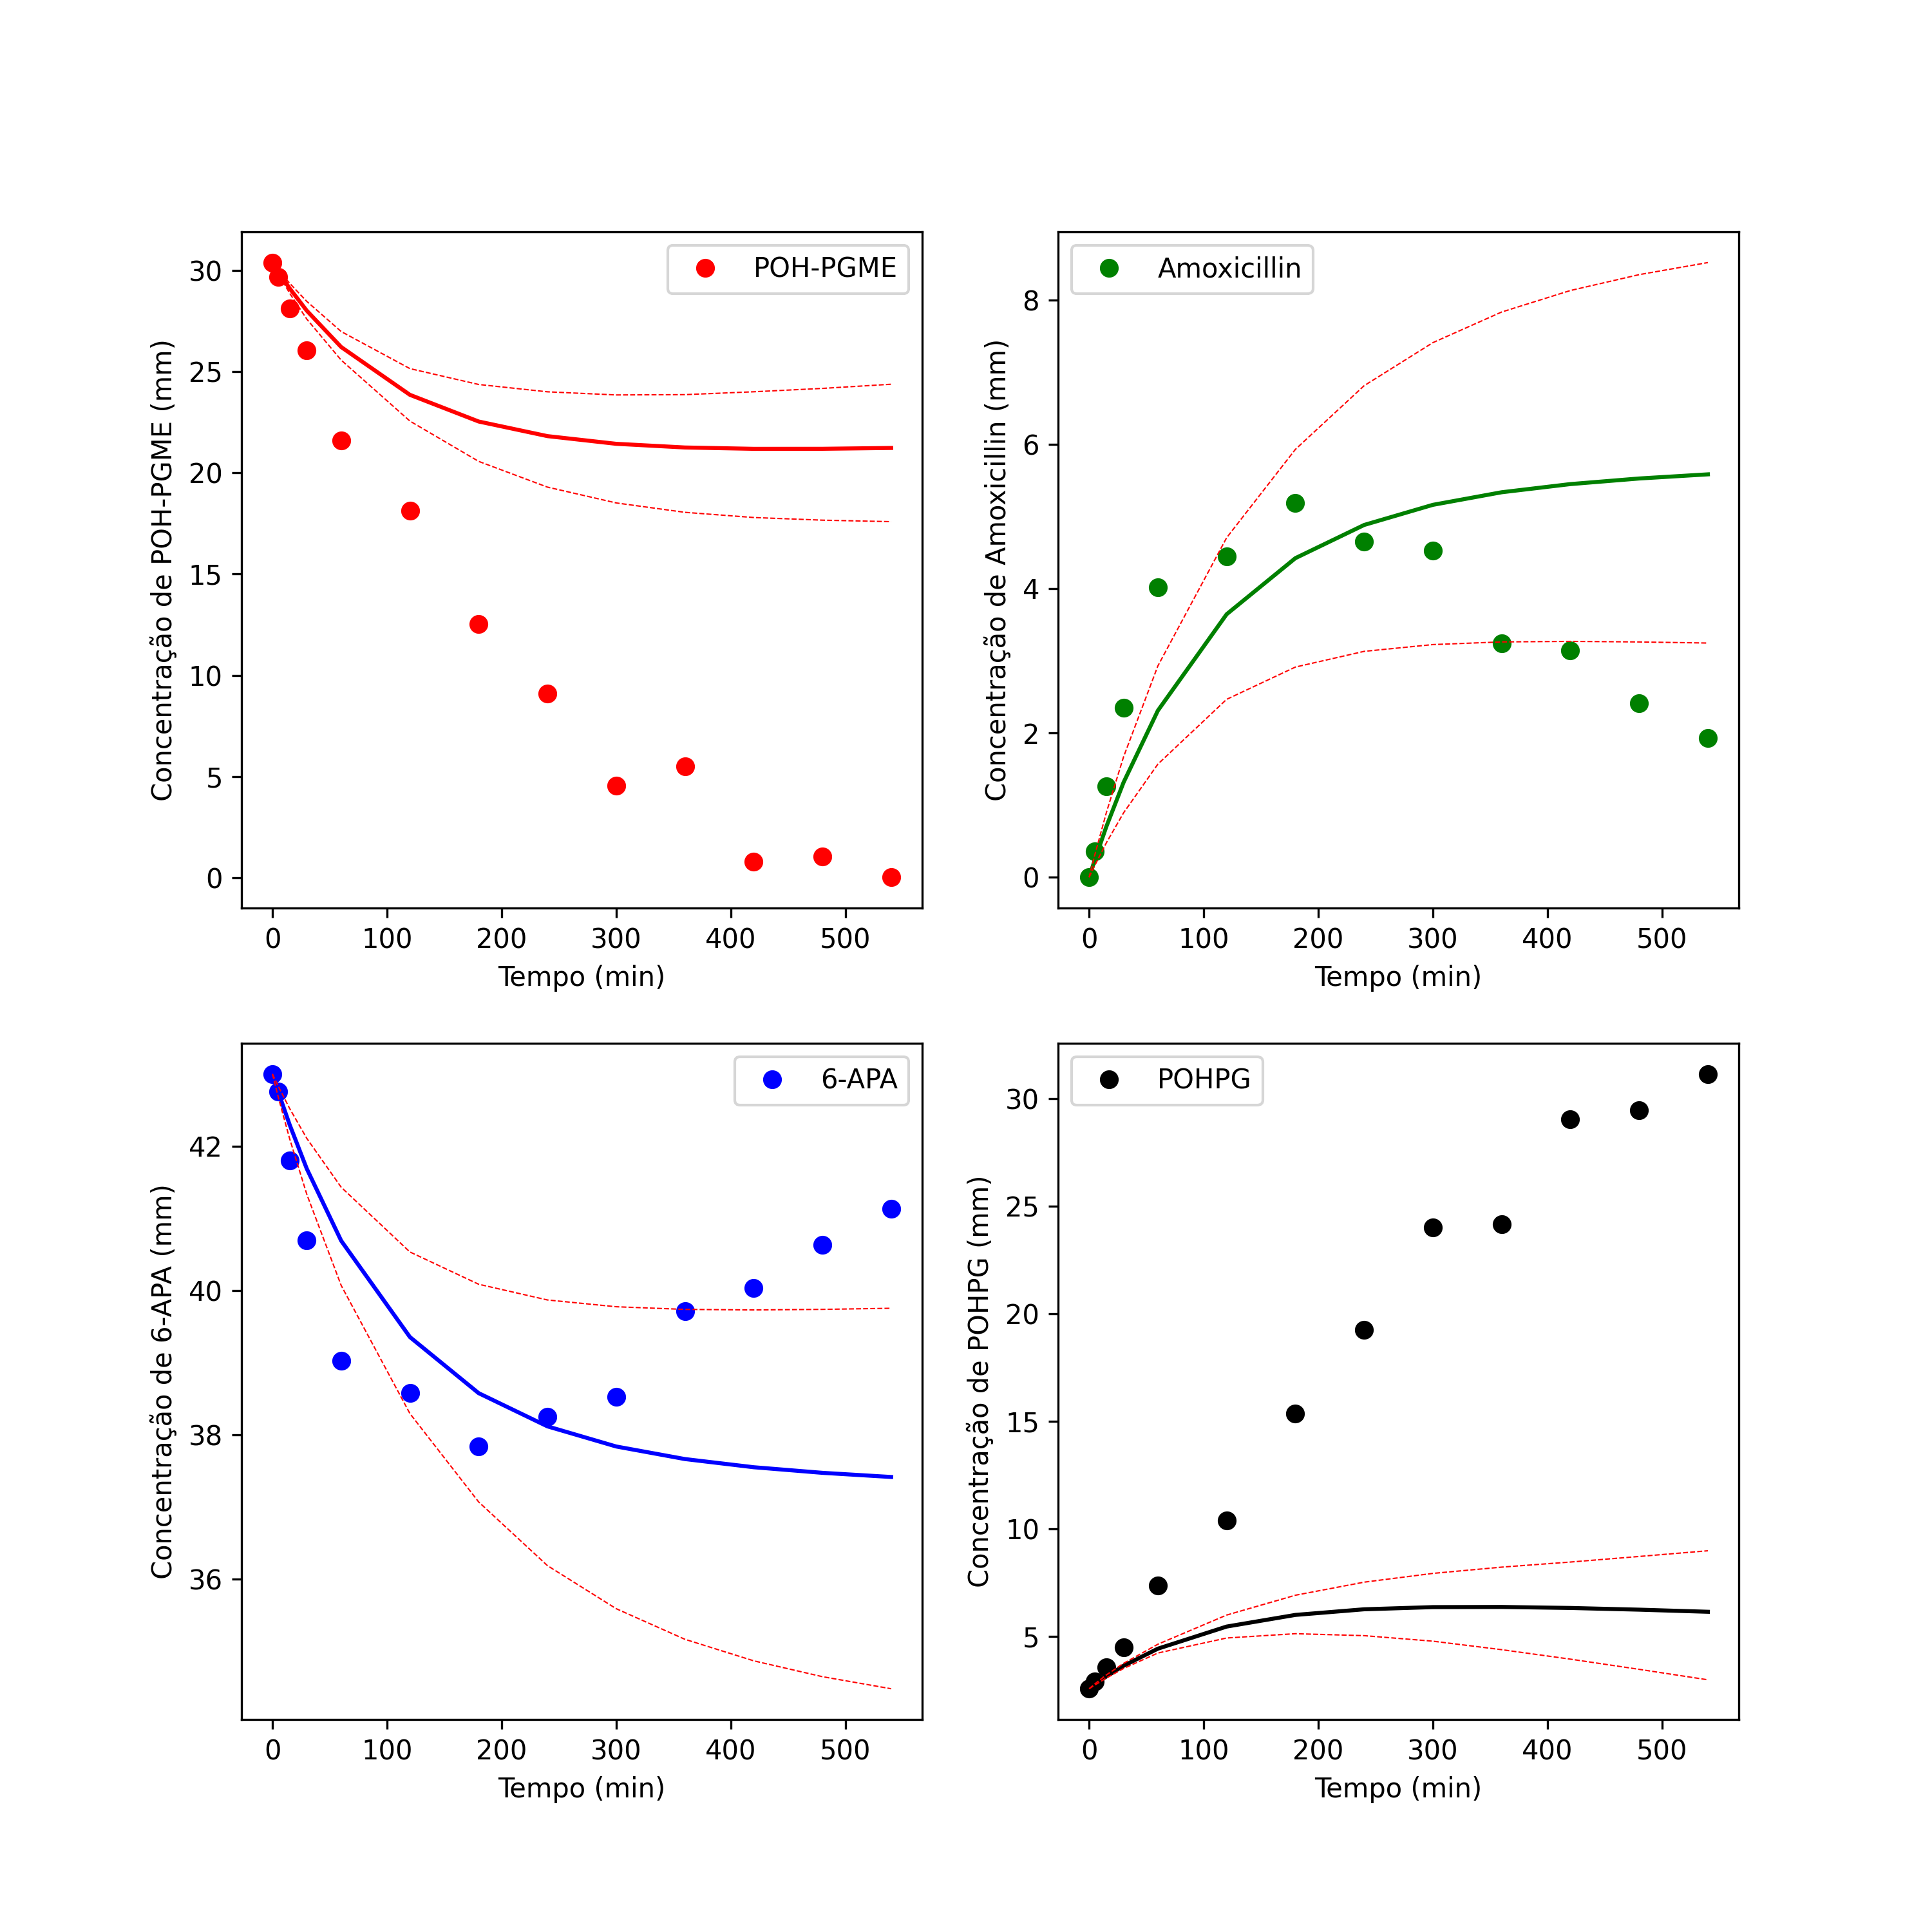 POH-PGME
Concentração de POH-PGME (mm)
30
25
20
15
10
5
0
0 100 200 300 400 500
Tempo (min)
Amoxicillin
Concentração de Amoxicillin (mm)
8
6
4
2
0
0 100 200 300 400 500
Tempo (min)
6-APA
Concentração de 6-APA (mm)
42
40
38
36
0 100 200 300 400 500
Tempo (min)
POHPG
Concentração de POHPG (mm)
30
25
20
15
10
5
0 100 200 300 400 500
Tempo (min)